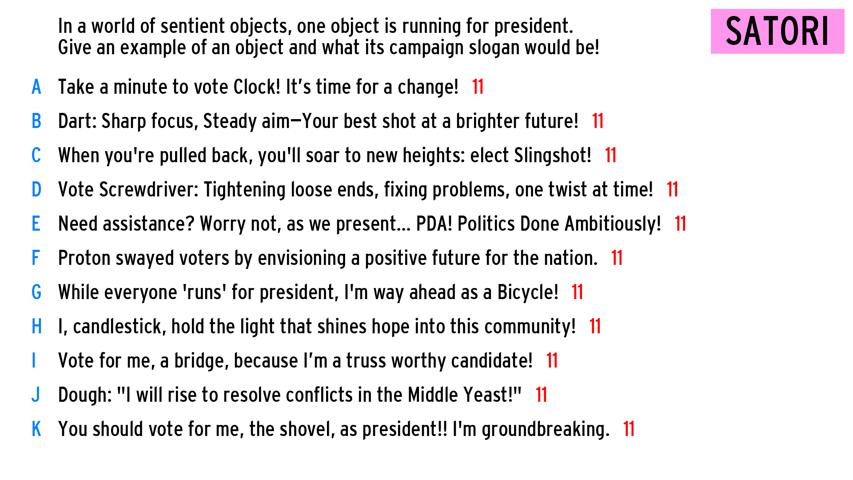 In a world of sentient objects, one object is running for president.
Give an example of an object and what its campaign slogan would be!
SATORI
A Take a minute to vote Clock! It's time for a change! 11
B Dart: Sharp focus, Steady aim—Your best shot at a brighter future! 11
C When you're pulled back, you'll soar to new heights: elect Slingshot! 11
D Vote Screwdriver: Tightening loose ends, fixing problems, one twist at time! 11
E Need assistance? Worry not, as we present... PDA! Politics Done Ambitiously! 11
F Proton swayed voters by envisioning a positive future for the nation. 11
G While everyone 'runs' for president, I'm way ahead as a Bicycle! 11
H I, candlestick, hold the light that shines hope into this community! 11
I Vote for me, a bridge, because I'm a truss worthy candidate! 11
J Dough: "I will rise to resolve conflicts in the Middle Yeast!" 11
K You should vote for me, the shovel, as president!! I'm groundbreaking. 11